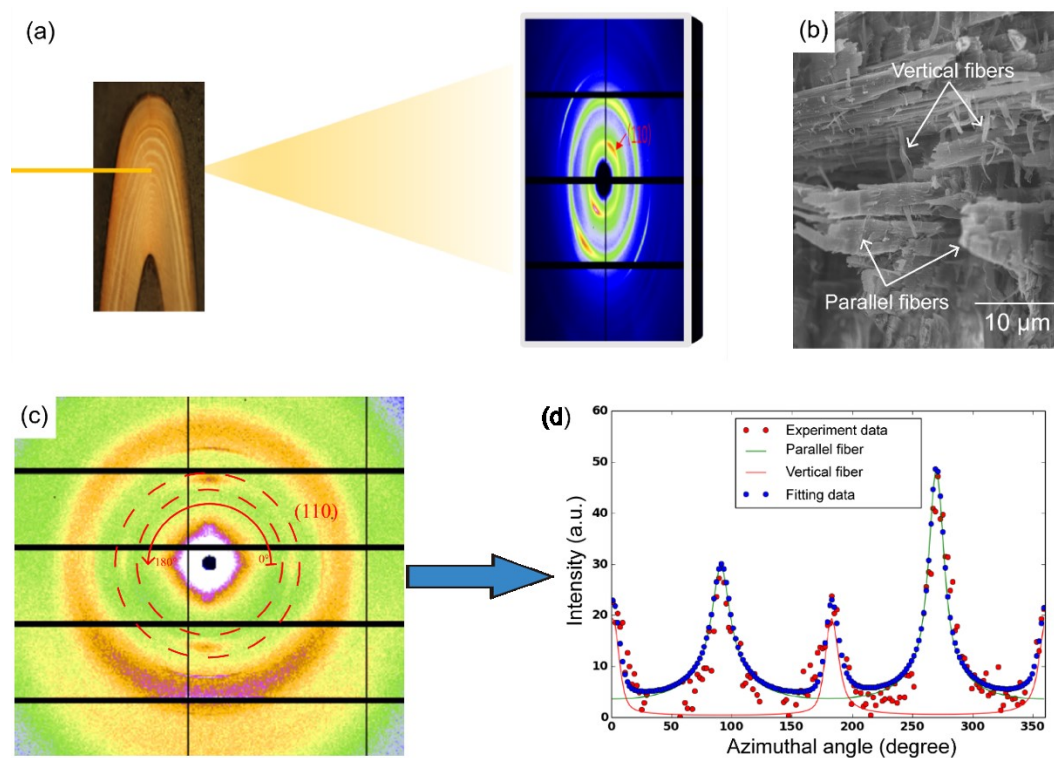 (a)
(110)
(b)
Vertical fibers
Parallel fibers
10 µm
(c)
(110)
180°
0°
(d)
60
50
40
30
20
10
0
Intensity (a.u.)
Experiment data
Parallel fiber
Vertical fiber
Fitting data
0 50 100 150 200 250 300 350
Azimuthal angle (degree)